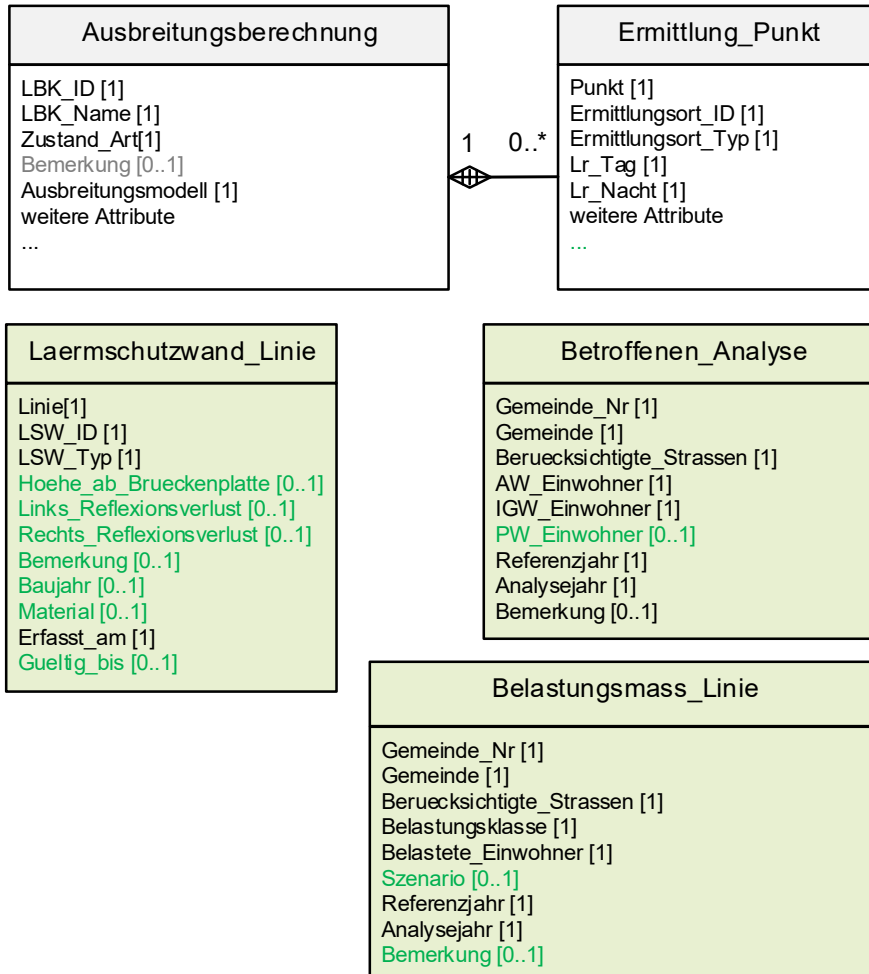 Ausbreitungsberechnung
LBK_ID [1]
LBK_Name [1]
Zustand_Art[1]
Bemerkung [0..1]
Ausbreitungsmodell [1]
weitere Attribute
...
1
0..*
Ermittlung_Punkt
Punkt [1]
Ermittlungsort_ID [1]
Ermittlungsort_Typ [1]
Lr_Tag [1]
Lr_Nacht [1]
weitere Attribute
...
Laermschutzwand_Linie
Linie[1]
LSW_ID [1]
LSW_Typ [1]
Hoehe_ab_Brueckenplatte [0..1]
Links_Reflexionsverlust [0..1]
Rechts_Reflexionsverlust [0..1]
Bemerkung [0..1]
Baujahr [0..1]
Material [0..1]
Erfasst_am [1]
Gueltig_bis [0..1]
Betroffenen_Analyse
Gemeinde_Nr [1]
Gemeinde [1]
Beruecksichtigte_Strassen [1]
AW_Einwohner [1]
IGW_Einwohner [1]
PW_Einwohner [0..1]
Referenzjahr [1]
Analysejahr [1]
Bemerkung [0..1]
Belastungsmass_Linie
Gemeinde_Nr [1]
Gemeinde [1]
Beruecksichtigte_Strassen [1]
Belastungsklasse [1]
Belastete_Einwohner [1]
Szenario [0..1]
Referenzjahr [1]
Analysejahr [1]
Bemerkung [0..1]